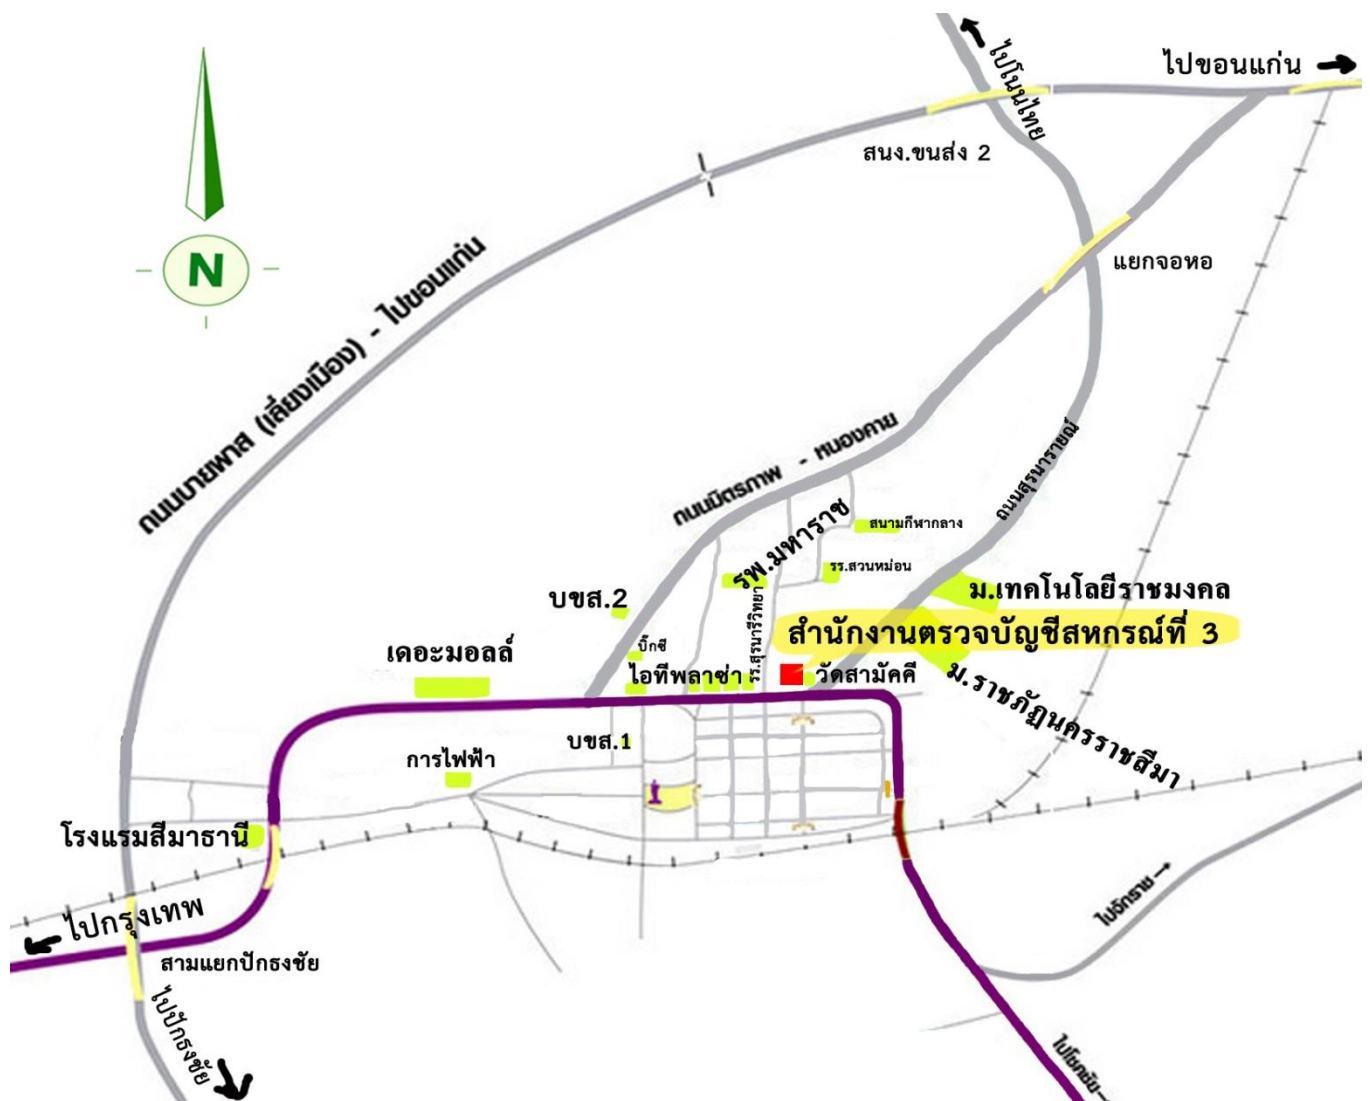 ไปโนนไทย
ไปขอนแก่น
สนง.ขนส่ง 2
N
แยกจอหอ
ถนนบายพาส (เลี่ยงเมือง) - ไปขอนแก่น
ถนนมิตรภาพ - หนองคาย
ถนนสุรนารายณ์
รพ.มหาราช
สนามกีฬากลาง
รร.สวนหม่อน
ม.เทคโนโลยีราชมงคล
บขส.2
รร.สุรนารีวิทยา
สำนักงานตรวจบัญชีสหกรณ์ที่ 3
บิ๊กซี
เดอะมอลล์
ไอทีพลาซ่า
วัดสามัคคี
ม.ราชภัฏนครราชสีมา
บขส.1
การไฟฟ้า
โรงแรมสีมาธานี
ไปกรุงเทพ
ไปจักราช
สามแยกปักธงชัย
ไปปักธงชัย
ไปโชคชัย